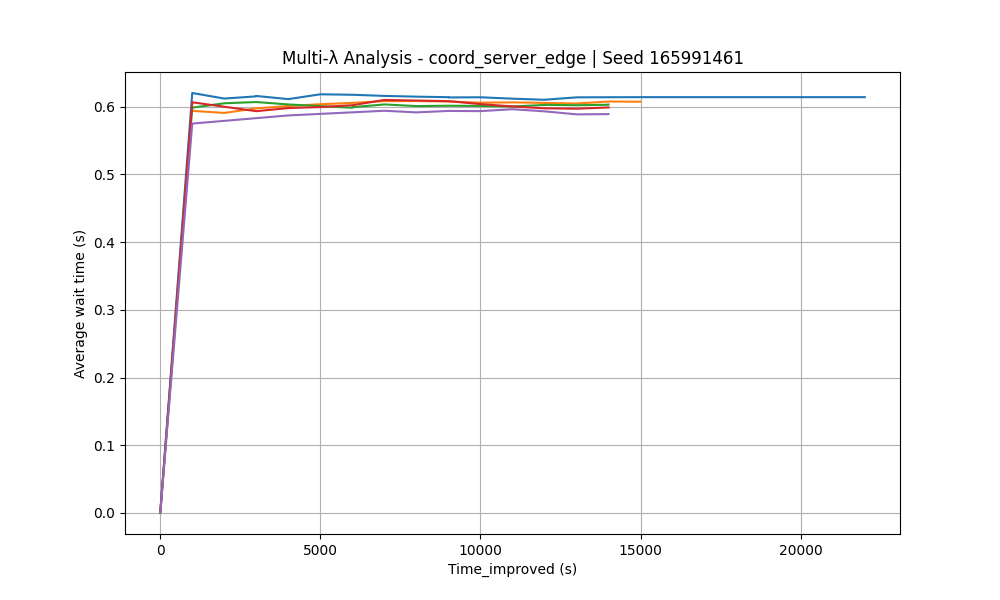 Multi-λ Analysis - coord_server_edge | Seed 165991461
Average wait time (s)
0.6
0.5
0.4
0.3
0.2
0.1
0.0
0 5000 10000 15000 20000
Time_improved (s)